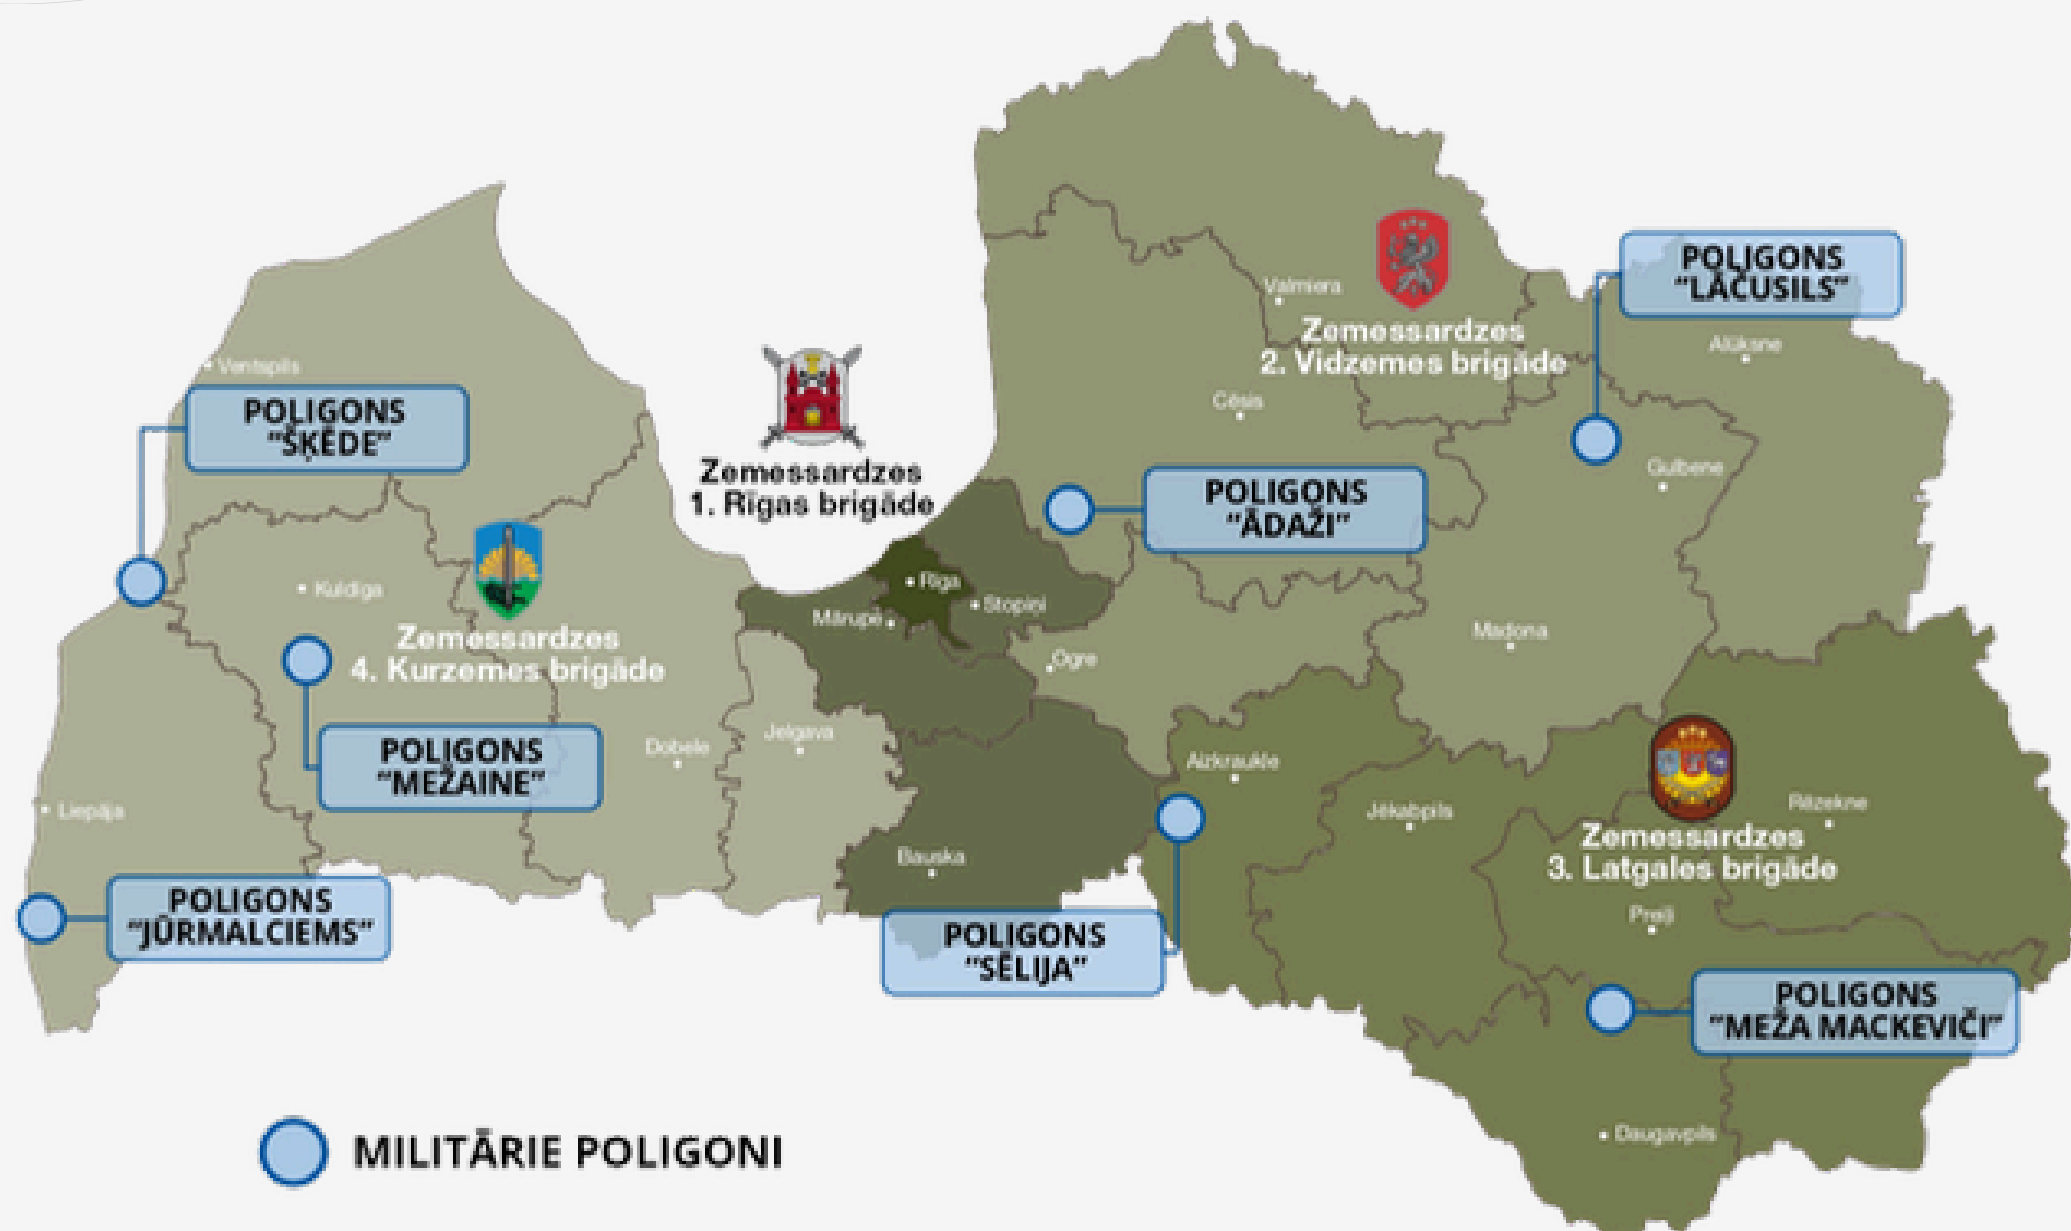 Valmiera
Zemessardzes
2. Vidzemes brigāde
POLIGONS
“LĀČUSILS”
Alūksne
Ventspils
POLIGONS
“ŠĶĒDE”
Zemessardzes
1. Rīgas brigāde
Cēsis
Gulbene
POLIGONS
“ĀDAŽI”
Kuldīga
Rīga
Stopiņi
Mārupe
Zemessardzes
4. Kurzemes brigāde
Ogre
Madona
POLIGONS
“MEŽAINE”
Dobele
Jelgava
Aizkraukle
Jēkabpils
Rēzekne
Liepāja
Zemessardzes
3. Latgales brigāde
Bauska
Preiļi
POLIGONS
“JŪRMALCIEMS”
POLIGONS
“SĒLIJA”
POLIGONS
“MEŽA MACKEVIČI”
Daugavpils
MILITĀRIE POLIGONI